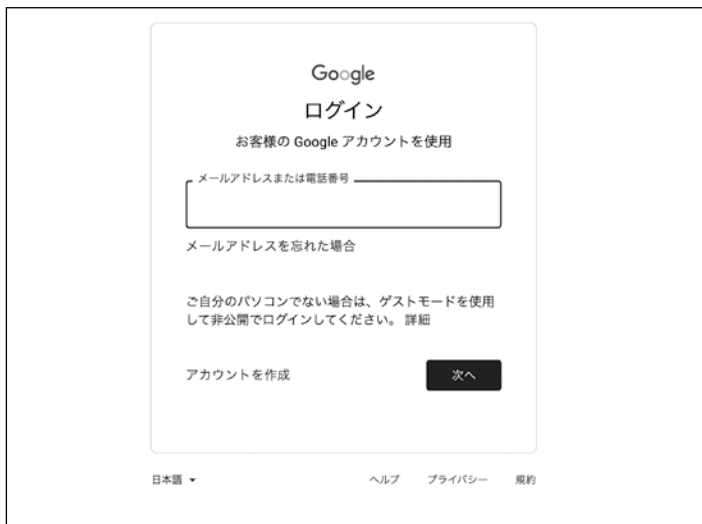 Google
ログイン
お客様の Google アカウントを使用
メールアドレスまたは電話番号
メールアドレスを忘れた場合
ご自分のパソコンでない場合は、ゲストモードを使用
して非公開でログインしてください。 詳細
アカウントを作成 次へ
日本語 ヘルプ プライバシー 規約